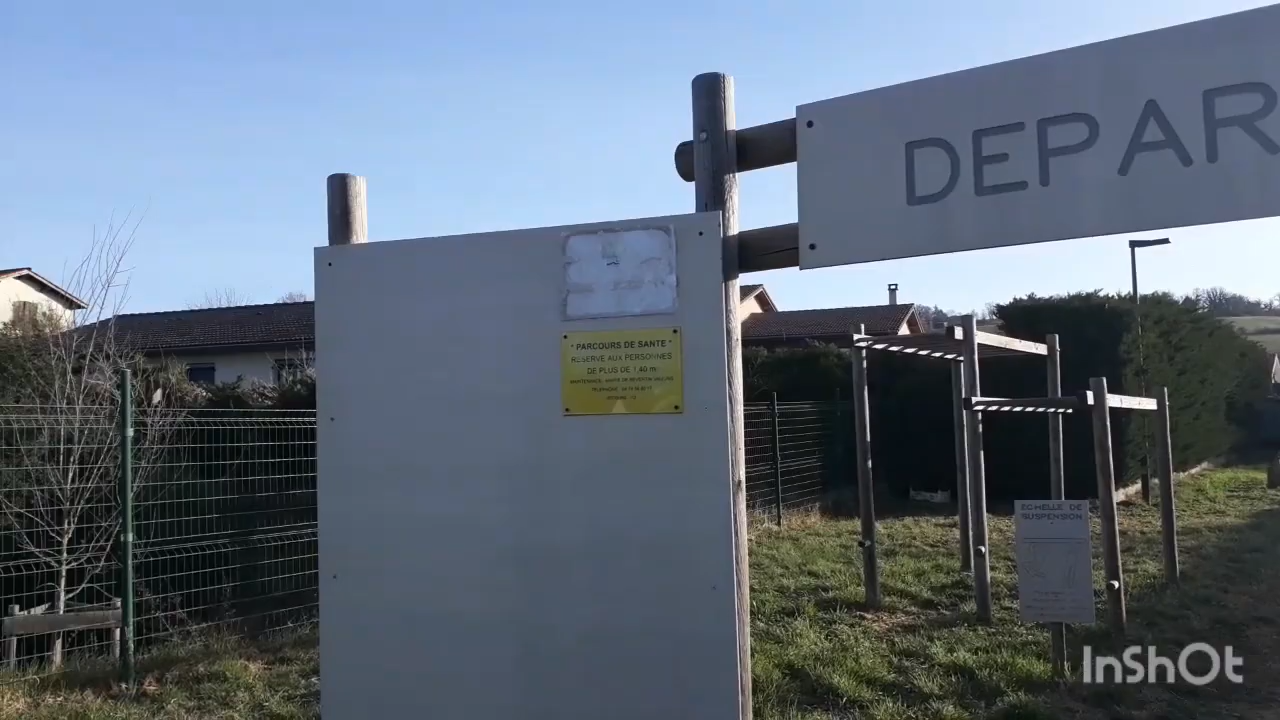 DEPAR
" PARCOURS DE SANTE "
RESERVE AUX PERSONNES
DE PLUS DE 1,40 m
ECHELLE DE
SUSPENSION
InShOt